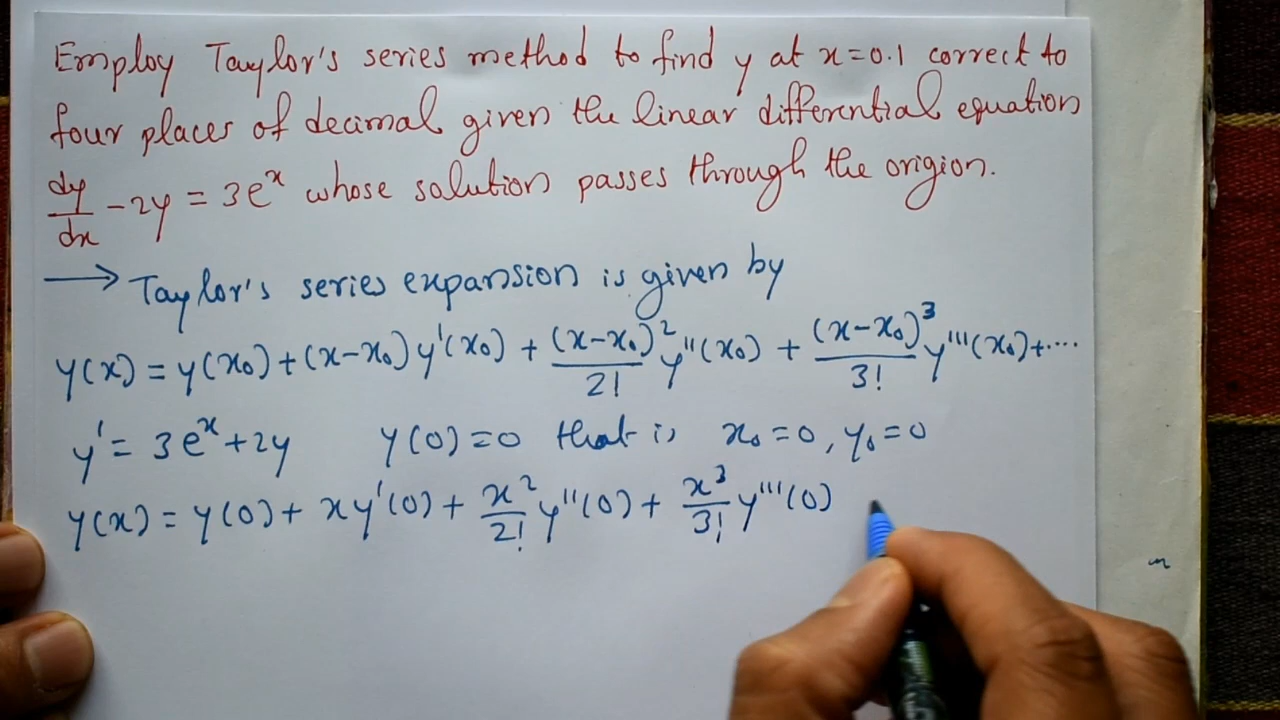 Employ Taylor's series method to find y at x=0.1 correct to
four places of decimal given the linear differential equation
dy/dx - 2y = 3e^x whose solution passes through the origion.
⟶ Taylor's series expansion is given by
y(x) = y(x₀) + (x-x₀) y'(x₀) + (x-x₀)²/2! y''(x₀) + (x-x₀)³/3! y'''(x₀) + ....
y' = 3e^x + 2y y(0) = 0 that is x₀ = 0, y₀ = 0
y(x) = y(0) + x y'(0) + x²/2! y''(0) + x³/3! y'''(0)